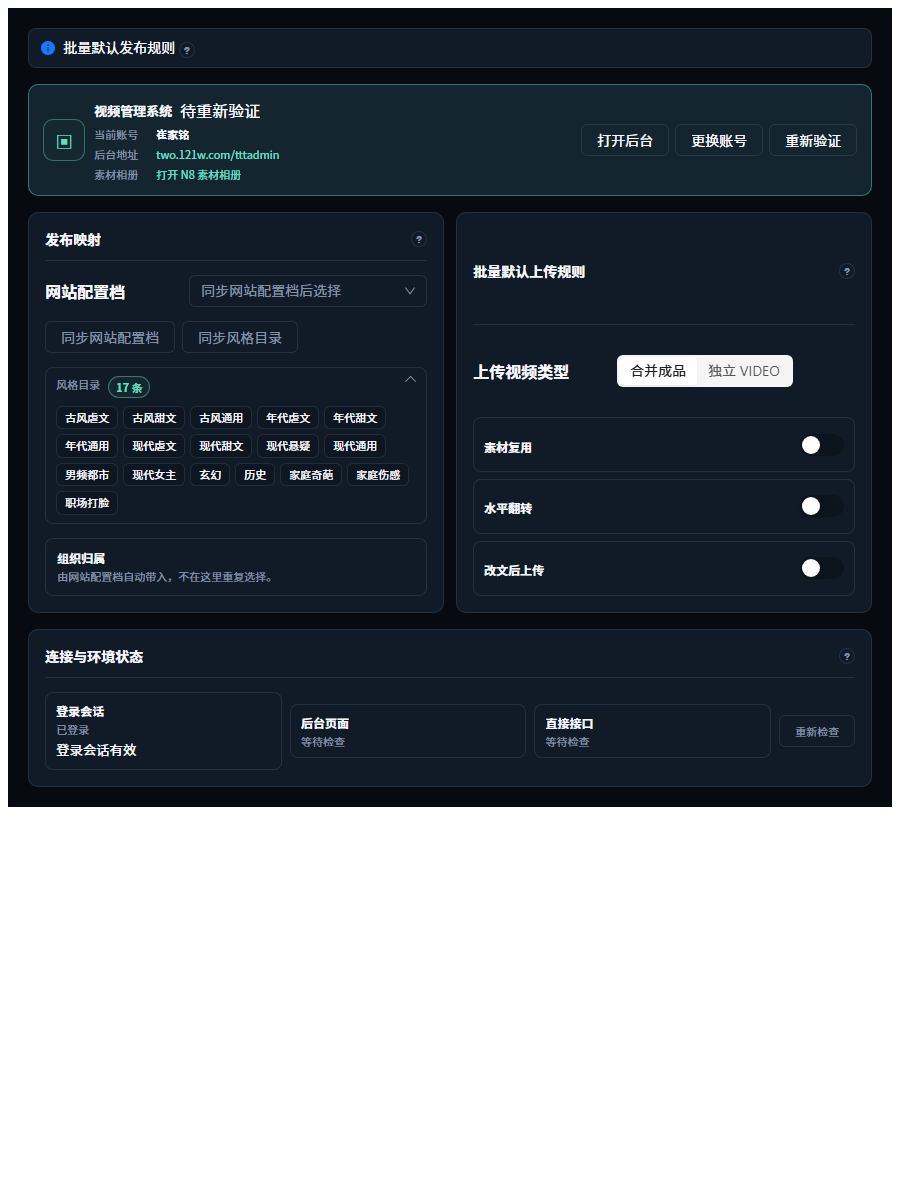 批量默认发布规则 ?
视频管理系统 待重新验证
当前账号 崔家铭
后台地址 two.121w.com/tttadmin
素材相册 打开 N8 素材相册
打开后台 更换账号 重新验证
发布映射 ?
网站配置档 同步网站配置档后选择
同步网站配置档 同步风格目录
风格目录 17 条
古风虐文 古风甜文 古风通用 年代虐文 年代甜文
年代通用 现代虐文 现代甜文 现代悬疑 现代通用
男频都市 现代女主 玄幻 历史 家庭奇葩 家庭伤感
职场打脸
组织归属
由网站配置档自动带入，不在这里重复选择。
批量默认上传规则 ?
上传视频类型 合并成品 独立 VIDEO
素材复用
水平翻转
改文后上传
连接与环境状态 ?
登录会话
已登录
登录会话有效
后台页面
等待检查
直接接口
等待检查
重新检查